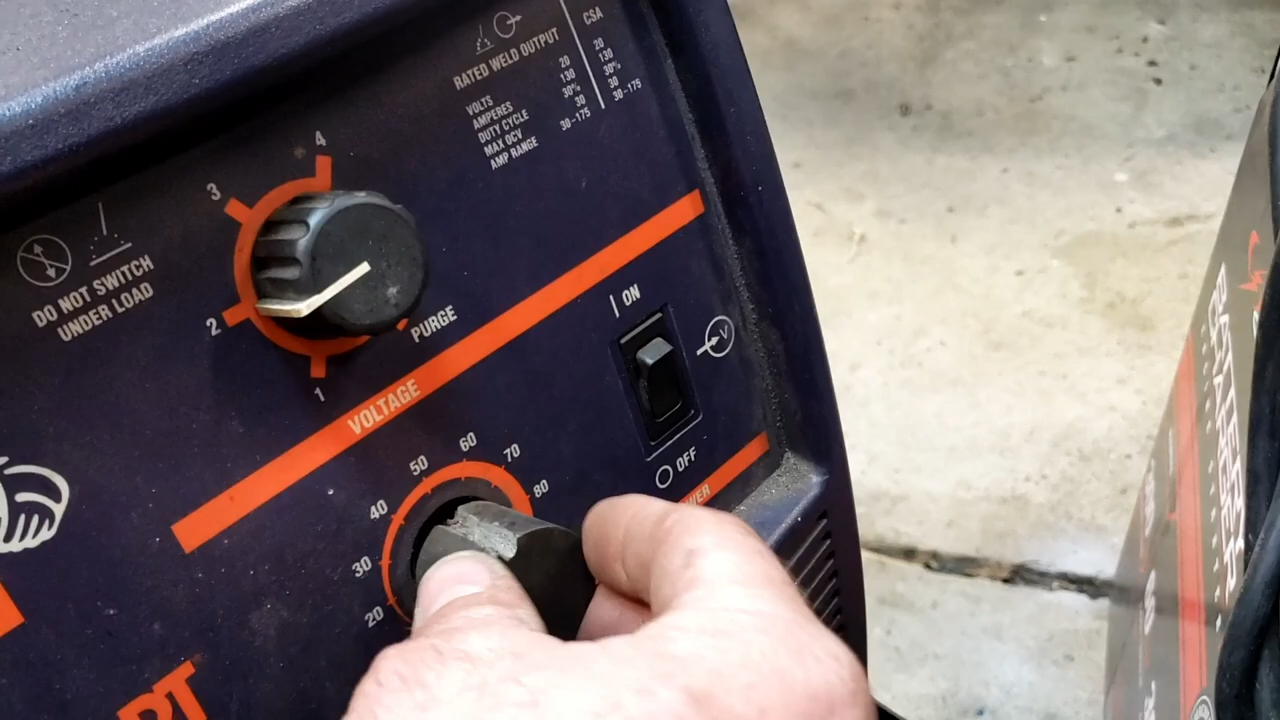 CSA
RATED WELD OUTPUT
VOLTS 20 20
AMPERES 130 130
DUTY CYCLE 30% 30%
MAX OCV 30 30
AMP RANGE 30-175 30-175
4
3
2
1
PURGE
DO NOT SWITCH
UNDER LOAD
VOLTAGE
| ON
V
OFF
20
30
40
50
60
70
80
BATTERY
CHARGER